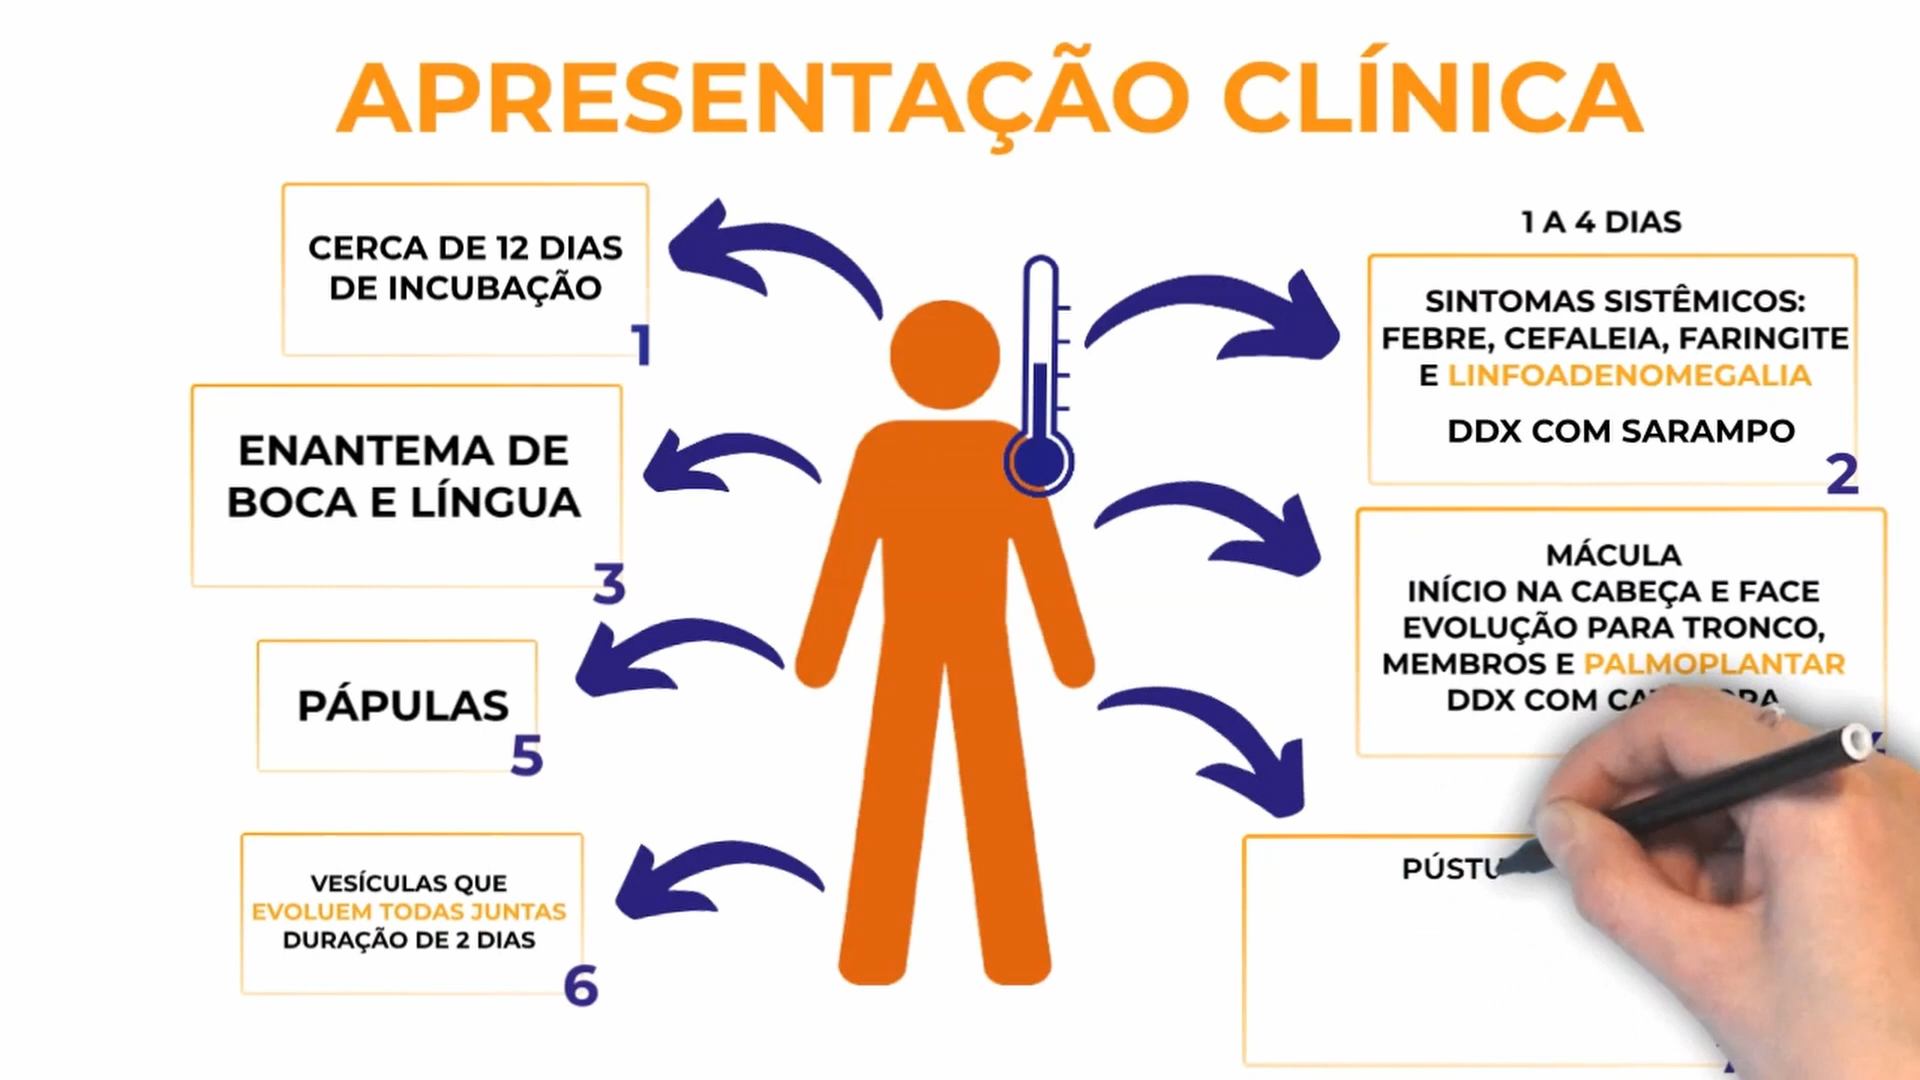 APRESENTAÇÃO CLÍNICA
CERCA DE 12 DIAS
DE INCUBAÇÃO
1
1 A 4 DIAS
SINTOMAS SISTÊMICOS:
FEBRE, CEFALEIA, FARINGITE
E LINFOADENOMEGALIA
DDX COM SARAMPO
2
ENANTEMA DE
BOCA E LÍNGUA
3
MÁCULA
INÍCIO NA CABEÇA E FACE
EVOLUÇÃO PARA TRONCO,
MEMBROS E PALMOPLANTAR
DDX COM
PÁPULAS
5
VESÍCULAS QUE
EVOLUEM TODAS JUNTAS
DURAÇÃO DE 2 DIAS
6
PÚSTU